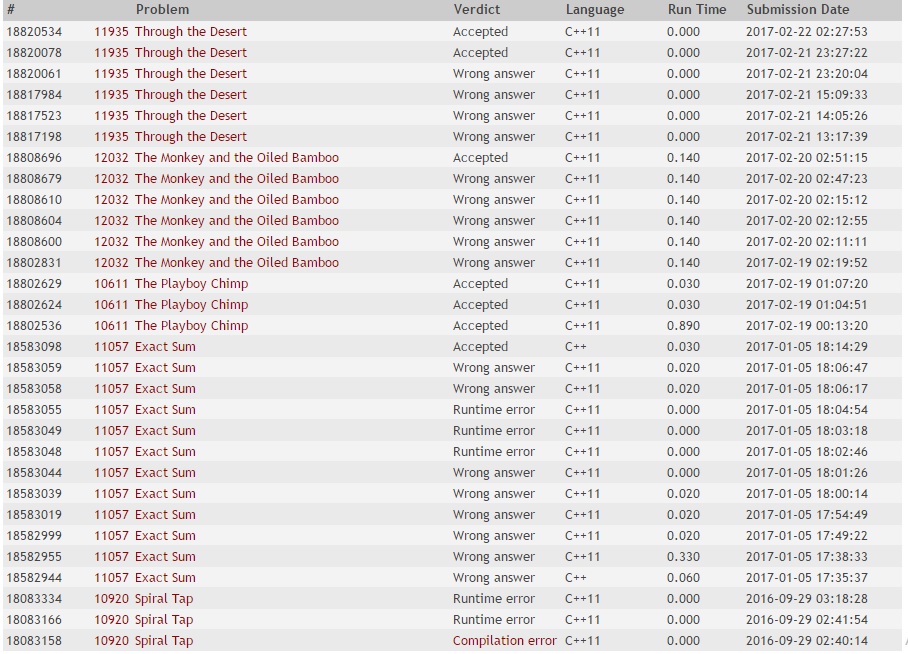 # Problem Verdict Language Run Time Submission Date
18820534 11935 Through the Desert Accepted C++11 0.000 2017-02-22 02:27:53
18820078 11935 Through the Desert Accepted C++11 0.000 2017-02-21 23:27:22
18820061 11935 Through the Desert Wrong answer C++11 0.000 2017-02-21 23:20:04
18817984 11935 Through the Desert Wrong answer C++11 0.000 2017-02-21 15:09:33
18817523 11935 Through the Desert Wrong answer C++11 0.000 2017-02-21 14:05:26
18817198 11935 Through the Desert Wrong answer C++11 0.000 2017-02-21 13:17:39
18808696 12032 The Monkey and the Oiled Bamboo Accepted C++11 0.140 2017-02-20 02:51:15
18808679 12032 The Monkey and the Oiled Bamboo Wrong answer C++11 0.140 2017-02-20 02:47:23
18808610 12032 The Monkey and the Oiled Bamboo Wrong answer C++11 0.140 2017-02-20 02:15:12
18808604 12032 The Monkey and the Oiled Bamboo Wrong answer C++11 0.140 2017-02-20 02:12:55
18808600 12032 The Monkey and the Oiled Bamboo Wrong answer C++11 0.140 2017-02-20 02:11:11
18802831 12032 The Monkey and the Oiled Bamboo Wrong answer C++11 0.140 2017-02-19 02:19:52
18802629 10611 The Playboy Chimp Accepted C++11 0.030 2017-02-19 01:07:20
18802624 10611 The Playboy Chimp Accepted C++11 0.030 2017-02-19 01:04:51
18802536 10611 The Playboy Chimp Accepted C++11 0.890 2017-02-19 00:13:20
18583098 11057 Exact Sum Accepted C++ 0.030 2017-01-05 18:14:29
18583059 11057 Exact Sum Wrong answer C++11 0.020 2017-01-05 18:06:47
18583058 11057 Exact Sum Wrong answer C++11 0.020 2017-01-05 18:06:17
18583055 11057 Exact Sum Runtime error C++11 0.000 2017-01-05 18:04:54
18583049 11057 Exact Sum Runtime error C++11 0.000 2017-01-05 18:03:18
18583048 11057 Exact Sum Runtime error C++11 0.000 2017-01-05 18:02:46
18583044 11057 Exact Sum Wrong answer C++11 0.000 2017-01-05 18:01:26
18583039 11057 Exact Sum Wrong answer C++11 0.020 2017-01-05 18:00:14
18583019 11057 Exact Sum Wrong answer C++11 0.020 2017-01-05 17:54:49
18582999 11057 Exact Sum Wrong answer C++11 0.020 2017-01-05 17:49:22
18582955 11057 Exact Sum Wrong answer C++11 0.330 2017-01-05 17:38:33
18582944 11057 Exact Sum Wrong answer C++ 0.060 2017-01-05 17:35:37
18083334 10920 Spiral Tap Runtime error C++11 0.000 2016-09-29 03:18:28
18083166 10920 Spiral Tap Runtime error C++11 0.000 2016-09-29 02:41:54
18083158 10920 Spiral Tap Compilation error C++11 0.000 2016-09-29 02:40:14